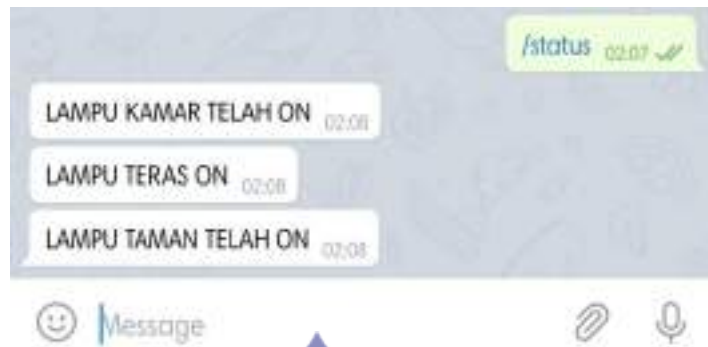 /status 02:07
LAMPU KAMAR TELAH ON 02:08
LAMPU TERAS ON 02:08
LAMPU TAMAN TELAH ON 02:08
Message